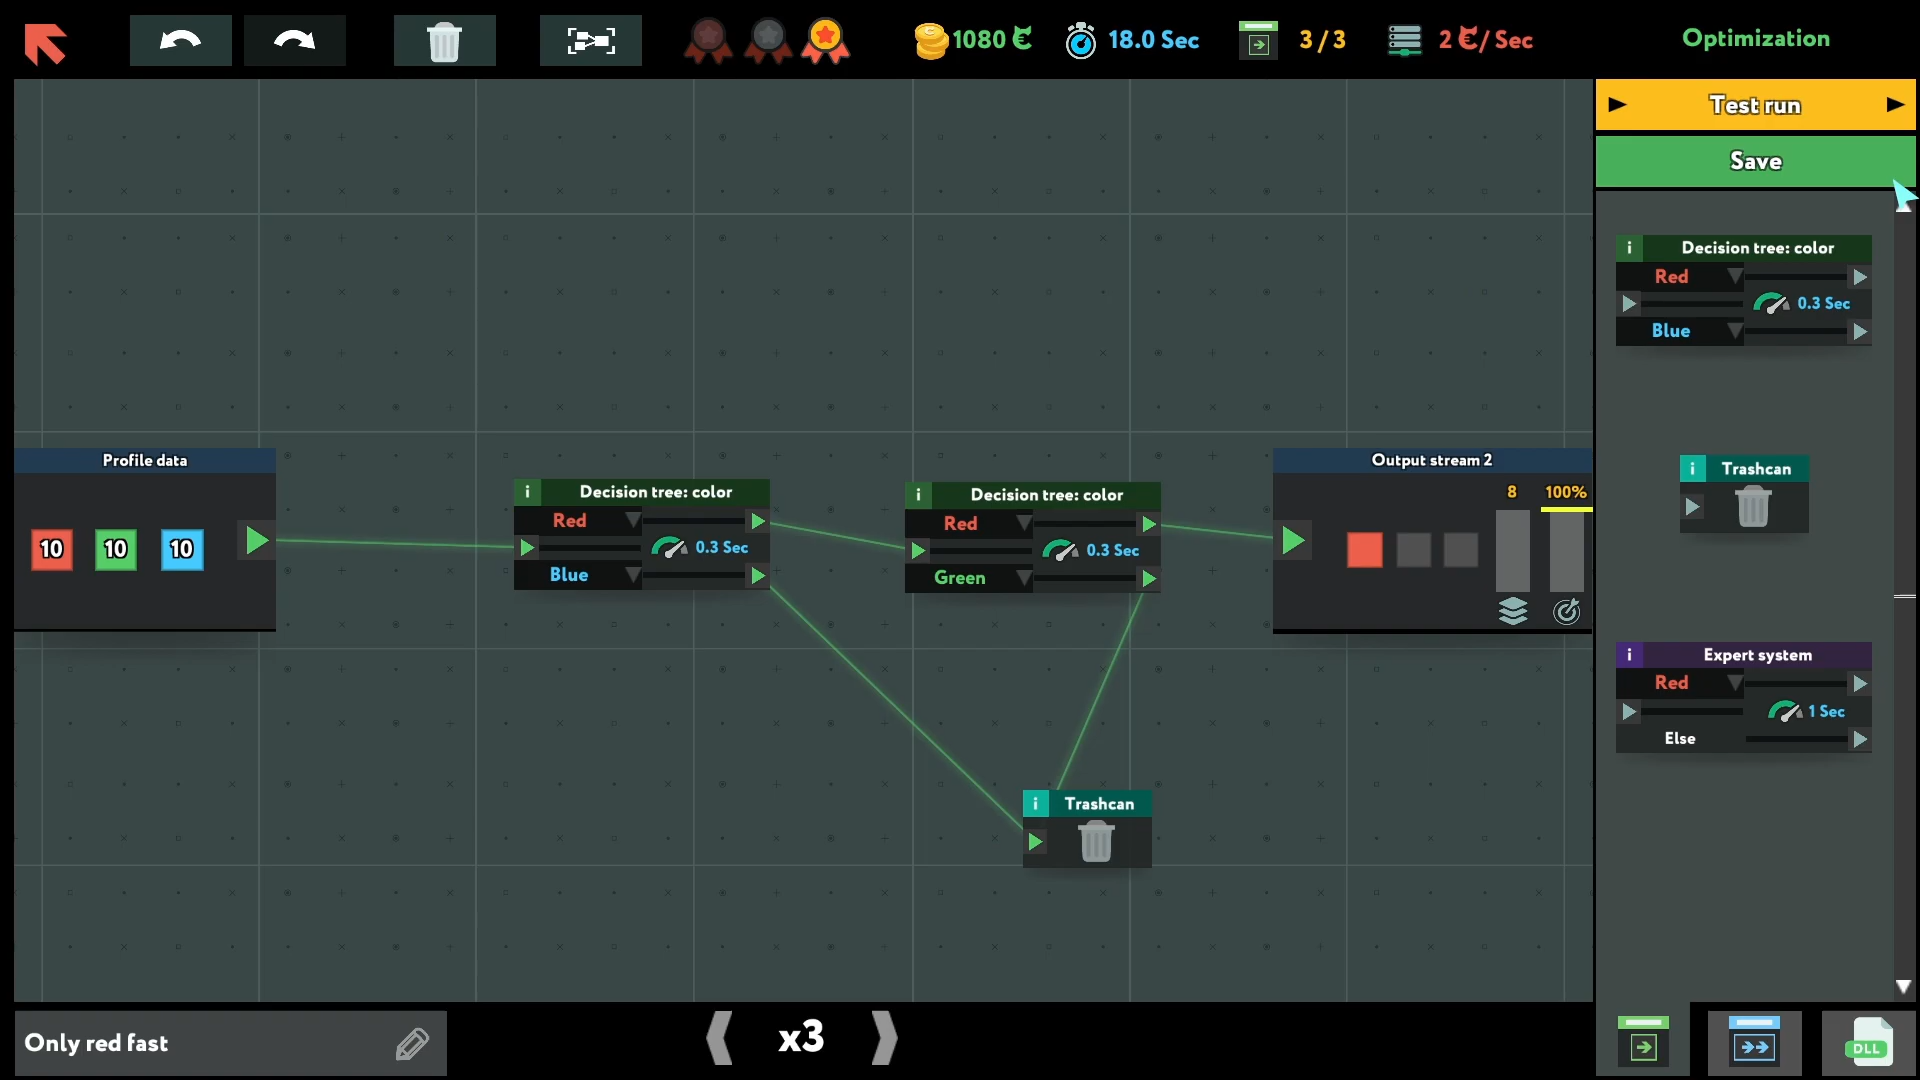 1080
18.0 Sec
3 / 3
2 / Sec
Optimization
Test run
Save
i Decision tree: color
Red
0.3 Sec
Blue
i Trashcan
i Expert system
Red
1 Sec
Else
Profile data
10 10 10
i Decision tree: color
Red
0.3 Sec
Blue
i Decision tree: color
Red
0.3 Sec
Green
Output stream 2
8 100%
i Trashcan
Only red fast
x3
DLL